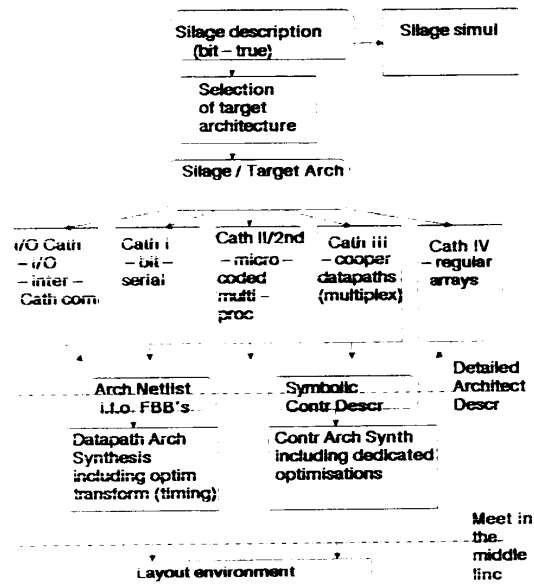 Silage description
(bit – true)
Silage simul
Selection
of target
architecture
Silage / Target Arch
I/O Cath
– I/O
– inter –
Cath com
Cath I
– bit –
serial
Cath II/2nd
– micro –
coded
multi –
proc
Cath III
– cooper
datapaths
(multiplex)
Cath IV
– regular
arrays
Arch Netlist
i.t.o. FBB's
Symbolic
Contr Descr
Detailed
Architect
Descr
Datapath Arch
Synthesis
including optim
transform (timing)
Contr Arch Synth
including dedicated
optimisations
Meet in
the
middle
line
Layout environment